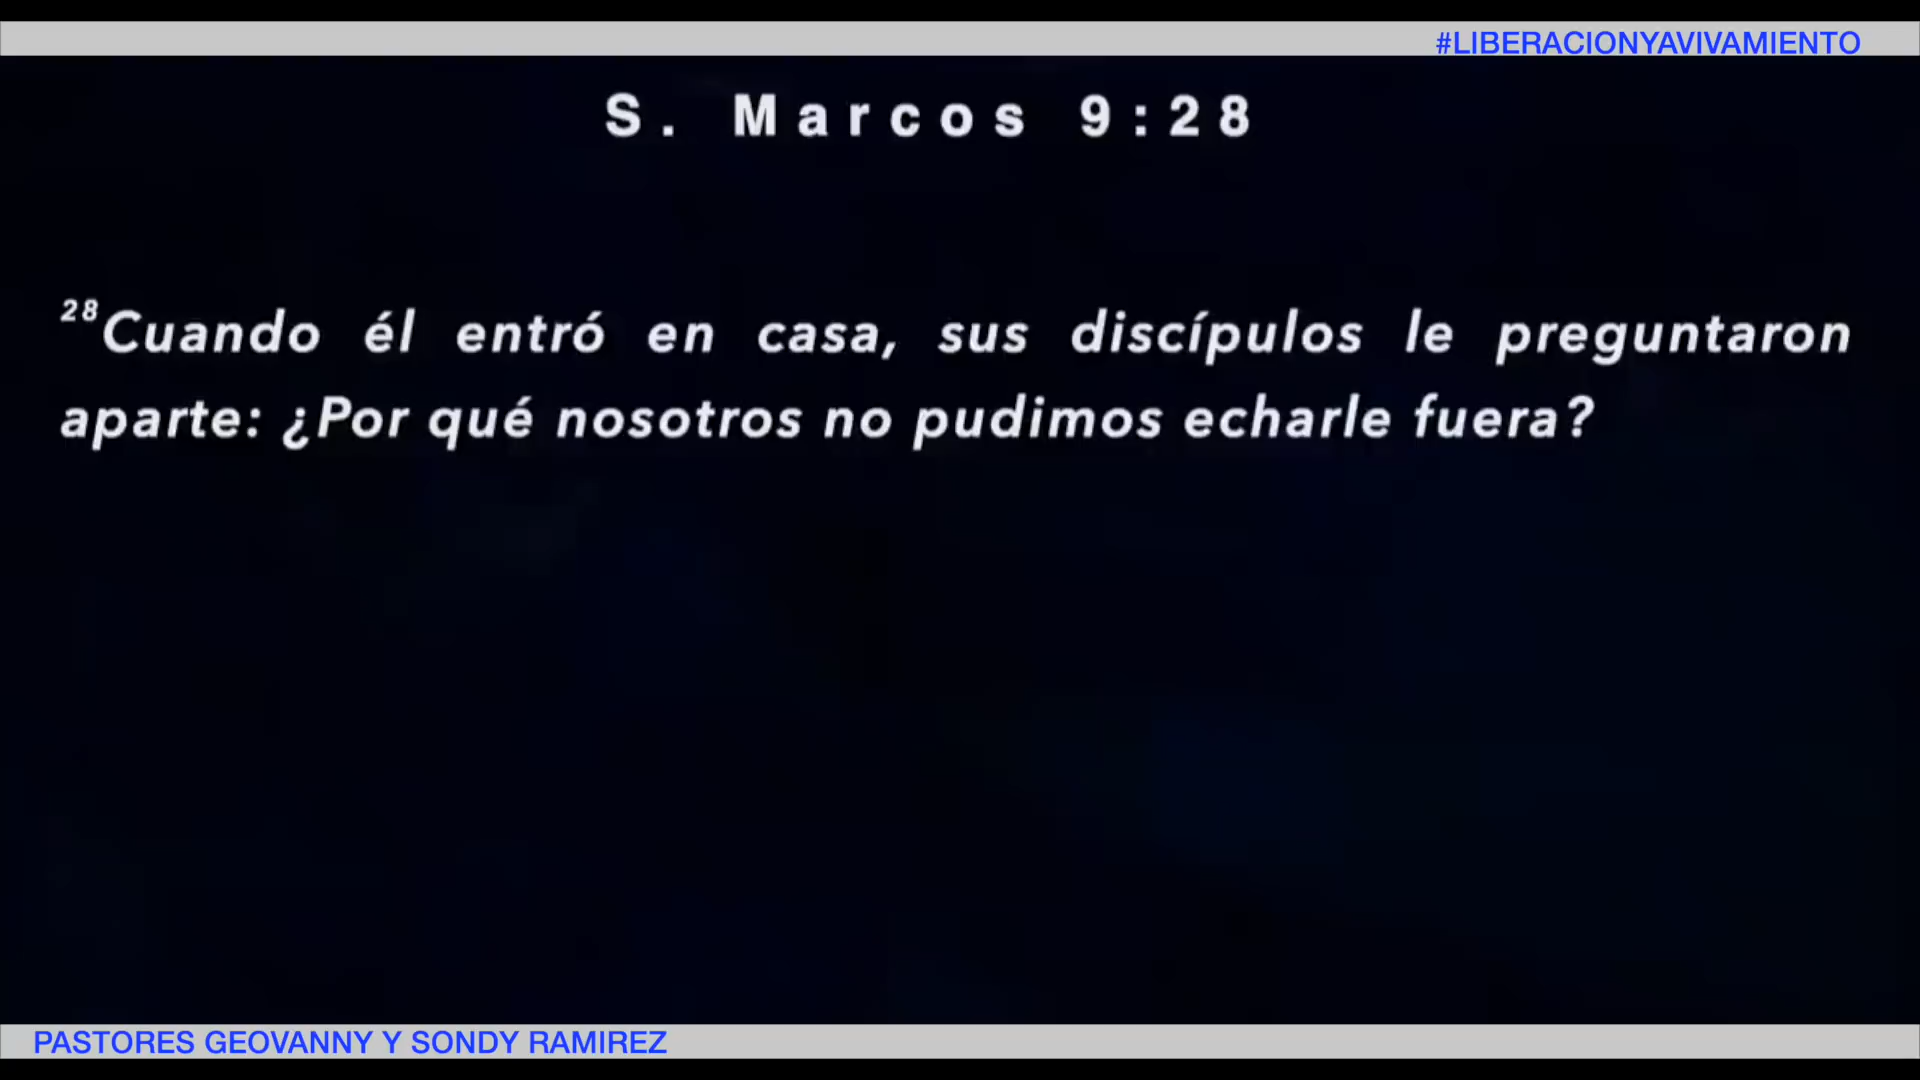 #LIBERACIONYAVIVAMIENTO
S. Marcos 9:28
28Cuando él entró en casa, sus discípulos le preguntaron
aparte: ¿Por qué nosotros no pudimos echarle fuera?
PASTORES GEOVANNY Y SONDY RAMIREZ